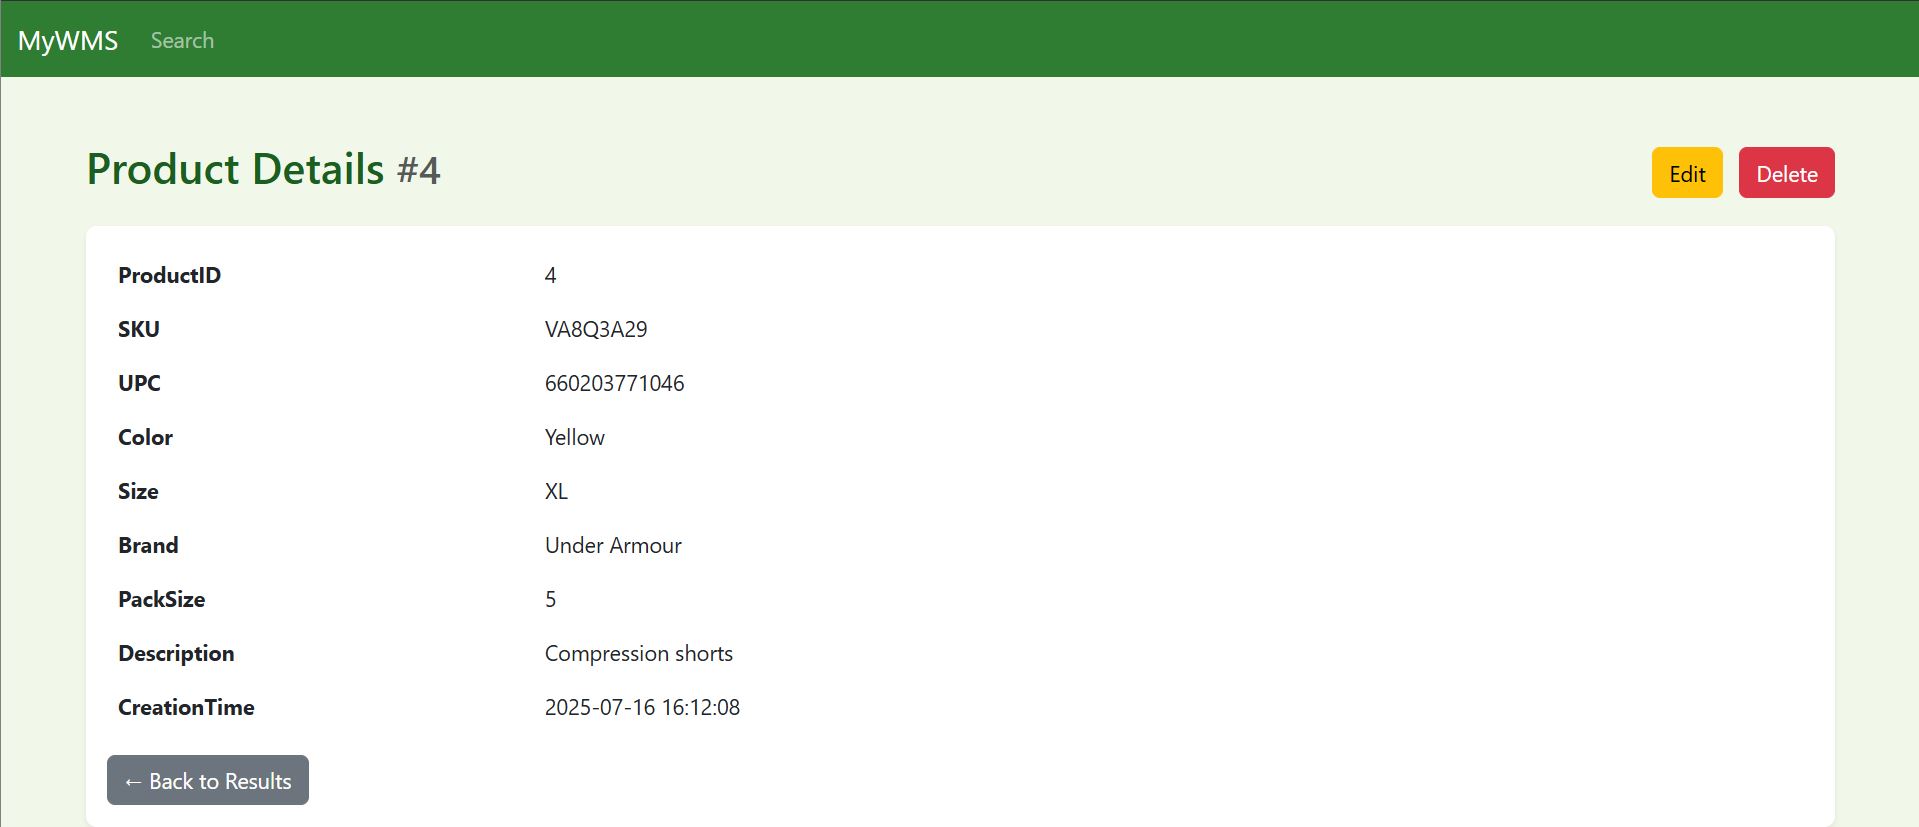 MyWMS Search
Product Details #4
Edit Delete
ProductID 4
SKU VA8Q3A29
UPC 660203771046
Color Yellow
Size XL
Brand Under Armour
PackSize 5
Description Compression shorts
CreationTime 2025-07-16 16:12:08
← Back to Results